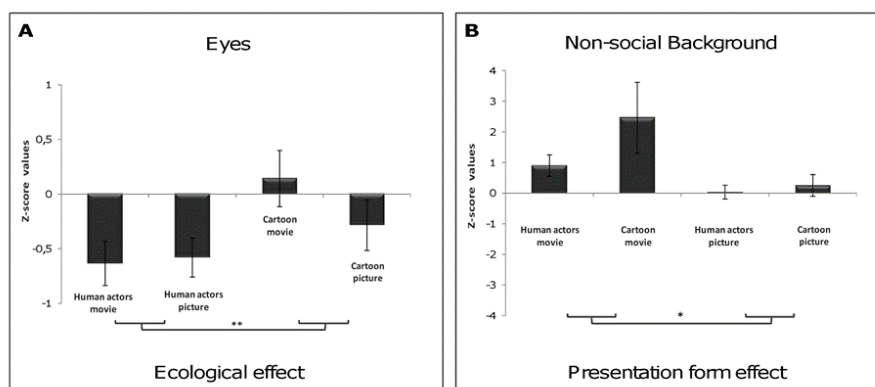 A
Eyes
Z-score values
1
0,5
0
-0,5
-1
Human actors
movie
Human actors
picture
Cartoon
movie
Cartoon
picture
**
Ecological effect
B
Non-social Background
Z-score values
4
3
2
1
0
-1
-2
-3
-4
Human actors
movie
Cartoon
movie
Human actors
picture
Cartoon
picture
*
Presentation form effect